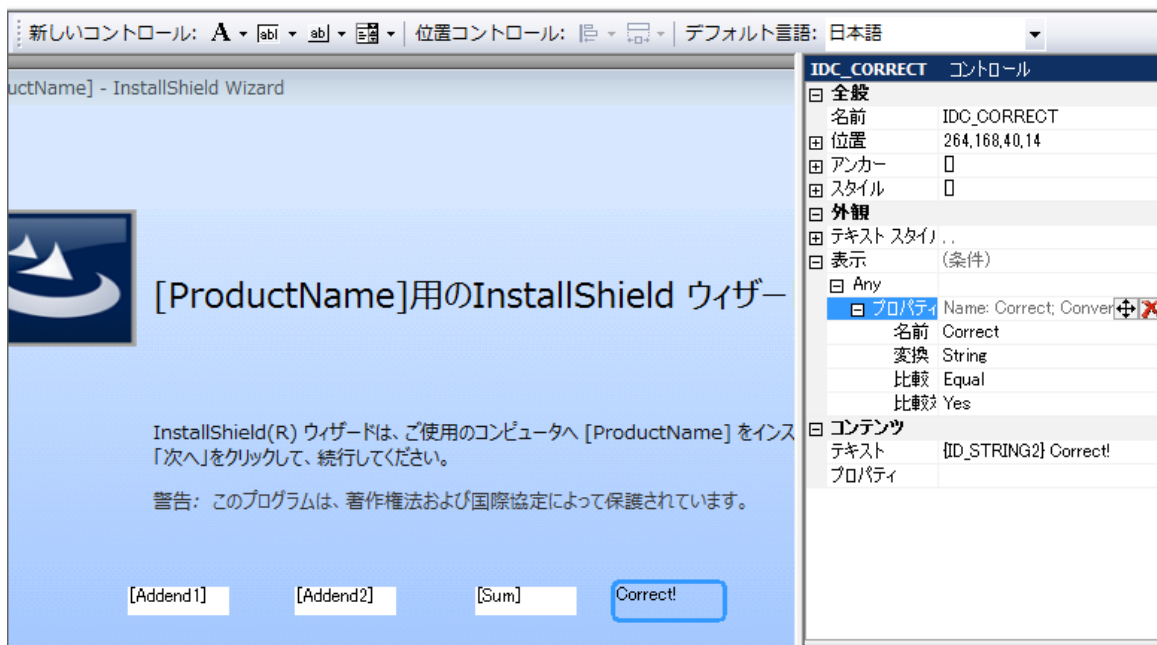 新しいコントロール: A abl ab| 位置コントロール: デフォルト言語: 日本語
uctName] - InstallShield Wizard
[ProductName]用のInstallShield ウィザー
InstallShield(R) ウィザードは、ご使用のコンピュータへ [ProductName] をインス
「次へ」をクリックして、続行してください。
警告: このプログラムは、著作権法および国際協定によって保護されています。
[Addend1] [Addend2] [Sum] Correct!
IDC_CORRECT コントロール
全般
名前 IDC_CORRECT
位置 264,168,40,14
アンカー []
スタイル []
外観
テキスト スタイル , ,
表示 (条件)
Any
プロパティ Name: Correct; Conver
名前 Correct
変換 String
比較 Equal
比較対 Yes
コンテンツ
テキスト {ID_STRING2} Correct!
プロパティ